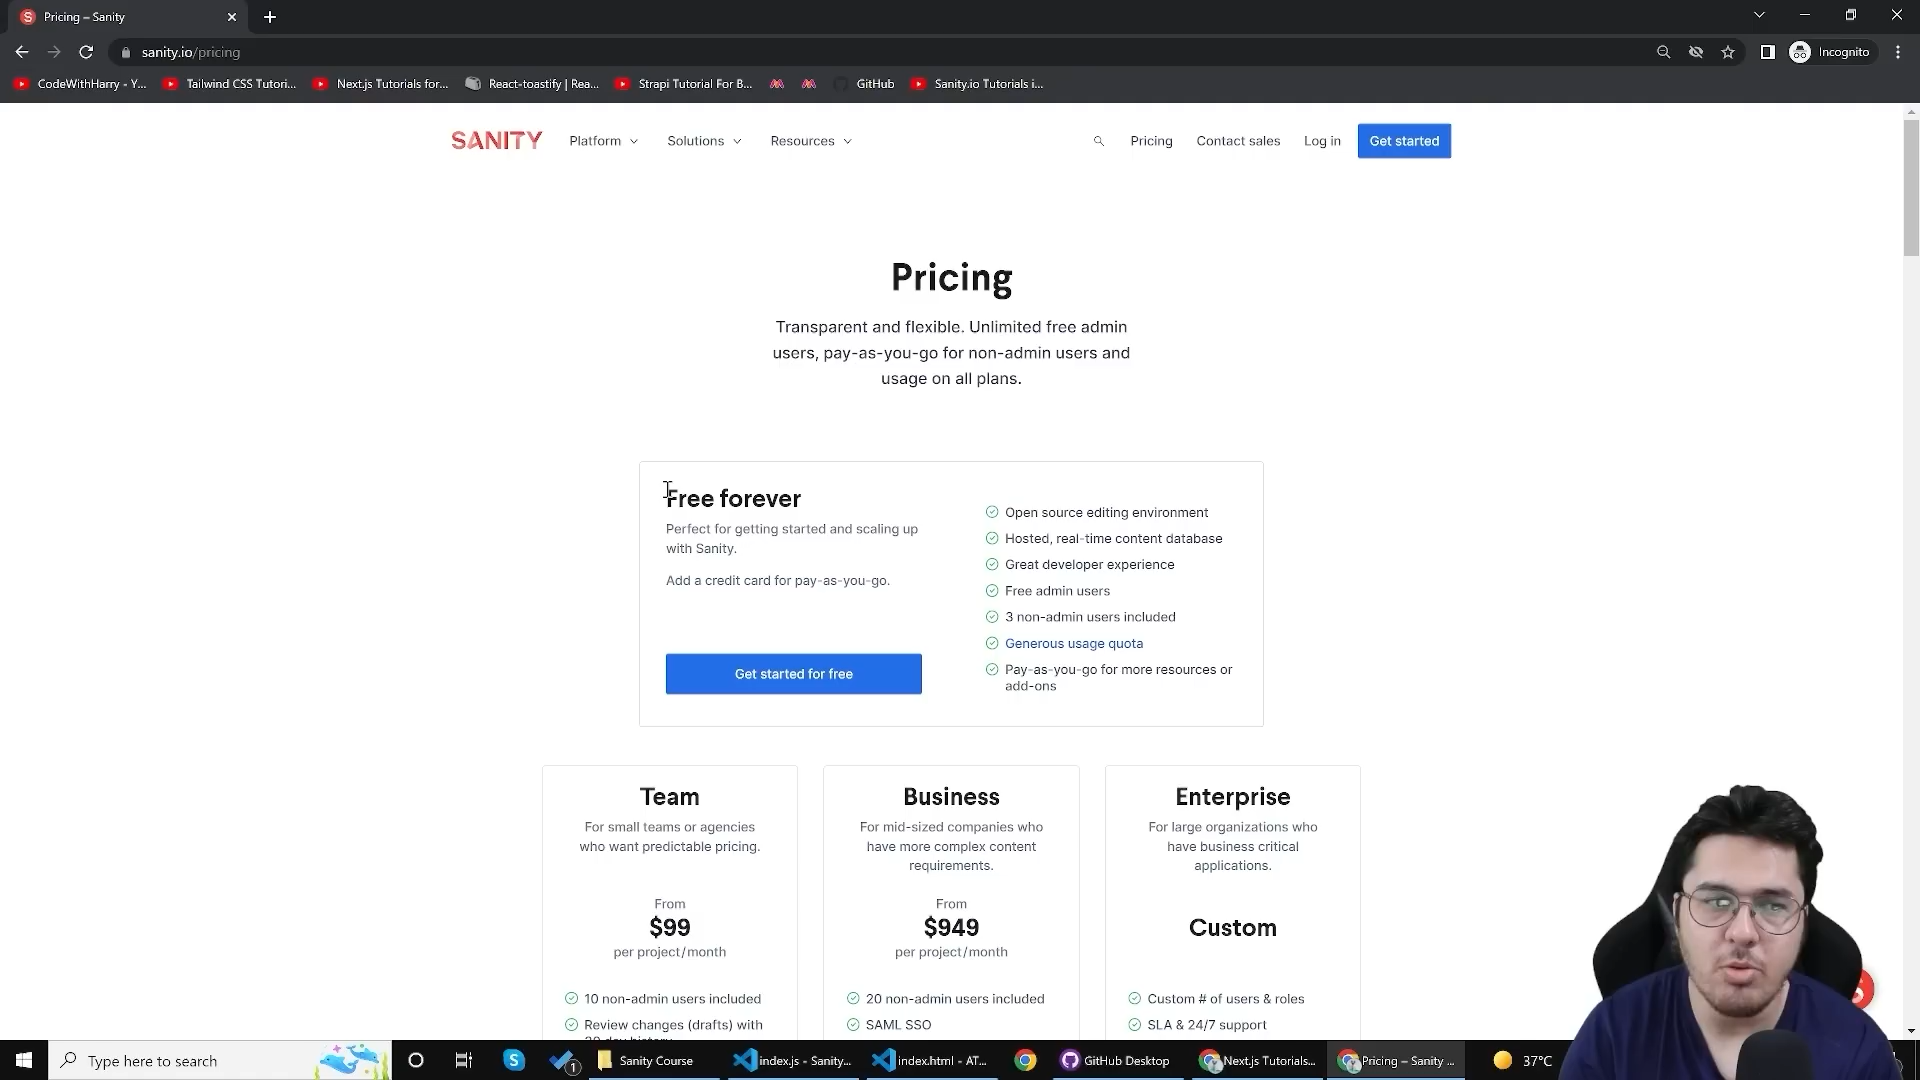 Pricing – Sanity
sanity.io/pricing
Incognito
CodeWithHarry - Y...
Tailwind CSS Tutori...
Next.js Tutorials for...
React-toastify | Rea...
Strapi Tutorial For B...
GitHub
Sanity.io Tutorials i...
SANITY
Platform
Solutions
Resources
Pricing
Contact sales
Log in
Get started
Pricing
Transparent and flexible. Unlimited free admin
users, pay-as-you-go for non-admin users and
usage on all plans.
Free forever
Perfect for getting started and scaling up
with Sanity.
Add a credit card for pay-as-you-go.
Get started for free
Open source editing environment
Hosted, real-time content database
Great developer experience
Free admin users
3 non-admin users included
Generous usage quota
Pay-as-you-go for more resources or
add-ons
Team
For small teams or agencies
who want predictable pricing.
From
$99
per project/month
10 non-admin users included
Review changes (drafts) with
Business
For mid-sized companies who
have more complex content
requirements.
From
$949
per project/month
20 non-admin users included
SAML SSO
Enterprise
For large organizations who
have business critical
applications.
Custom
Custom # of users & roles
SLA & 24/7 support
Type here to search
1
Sanity Course
index.js - Sanity...
index.html - AT...
GitHub Desktop
Next.js Tutorials...
Pricing – Sanity ...
37°C